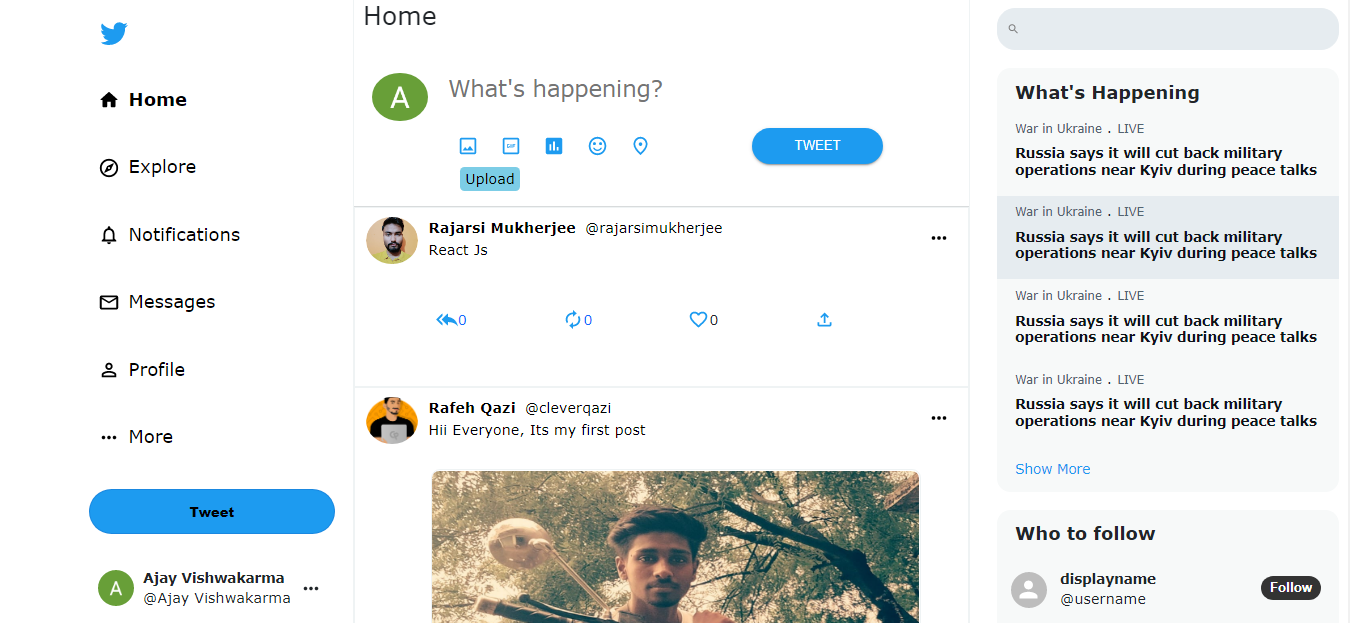 Home
Explore
Notifications
Messages
Profile
More
Tweet
A
Ajay Vishwakarma
@Ajay Vishwakarma
Home
A
What's happening?
GIF
TWEET
Upload
Rajarsi Mukherjee @rajarsimukherjee
React Js
0
0
0
Rafeh Qazi @cleverqazi
Hii Everyone, Its my first post
What's Happening
War in Ukraine . LIVE
Russia says it will cut back military
operations near Kyiv during peace talks
War in Ukraine . LIVE
Russia says it will cut back military
operations near Kyiv during peace talks
War in Ukraine . LIVE
Russia says it will cut back military
operations near Kyiv during peace talks
War in Ukraine . LIVE
Russia says it will cut back military
operations near Kyiv during peace talks
Show More
Who to follow
displayname
@username
Follow